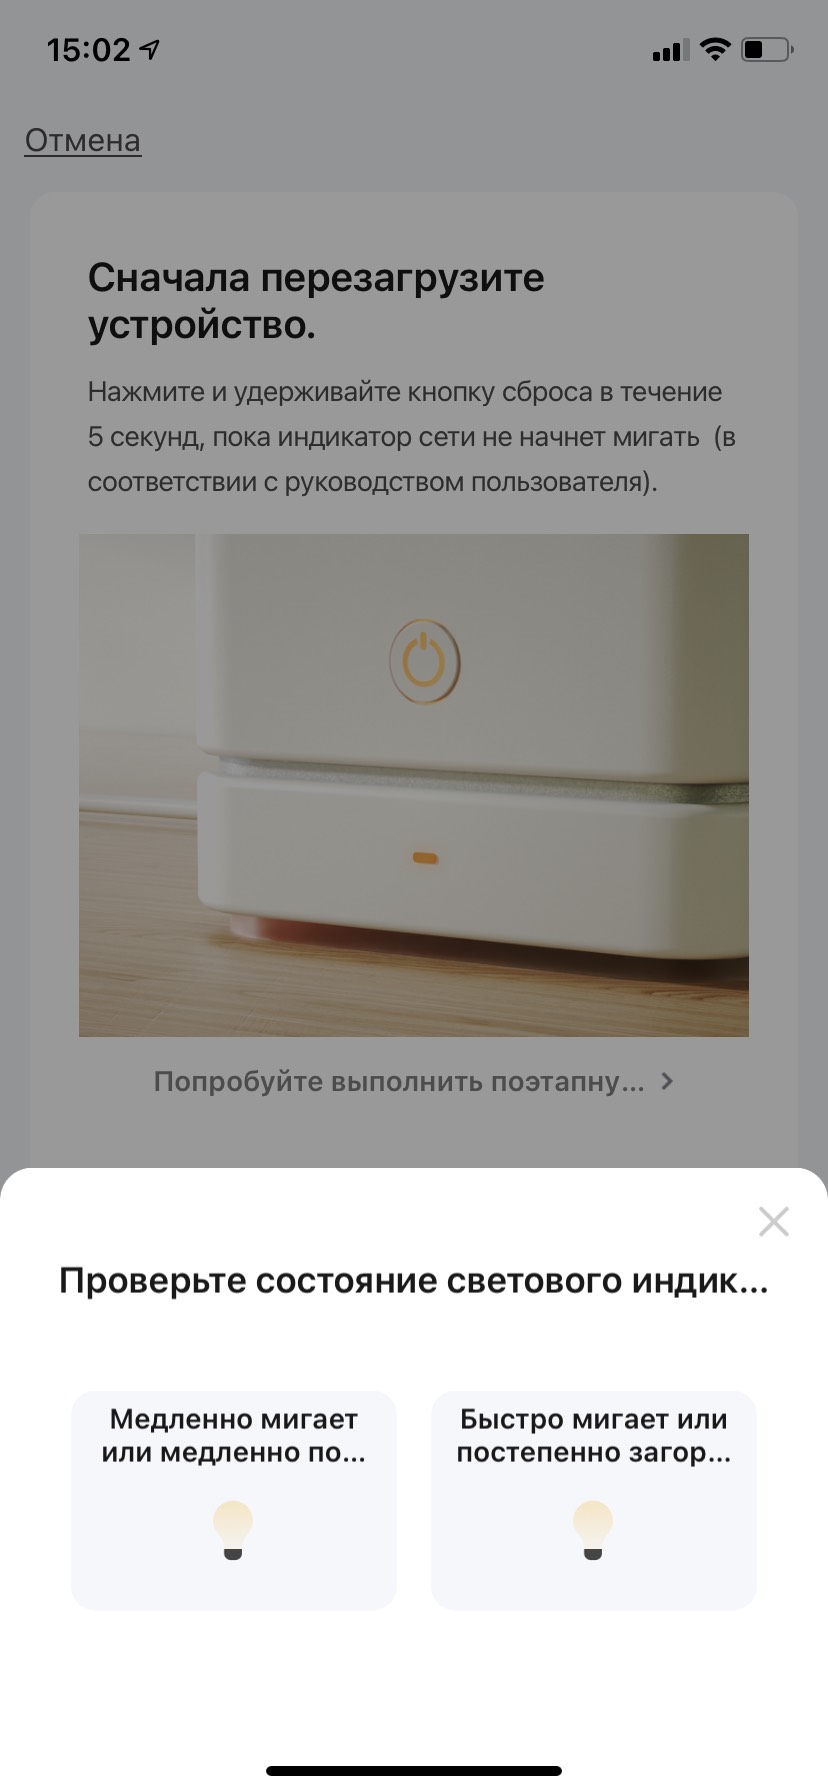 15:02
Отмена
Сначала перезагрузите
устройство.
Нажмите и удерживайте кнопку сброса в течение
5 секунд, пока индикатор сети не начнет мигать  (в
соответствии с руководством пользователя).
Попробуйте выполнить поэтапну...
Проверьте состояние светового индик...
Медленно мигает
или медленно по...
Быстро мигает или
постепенно загор...